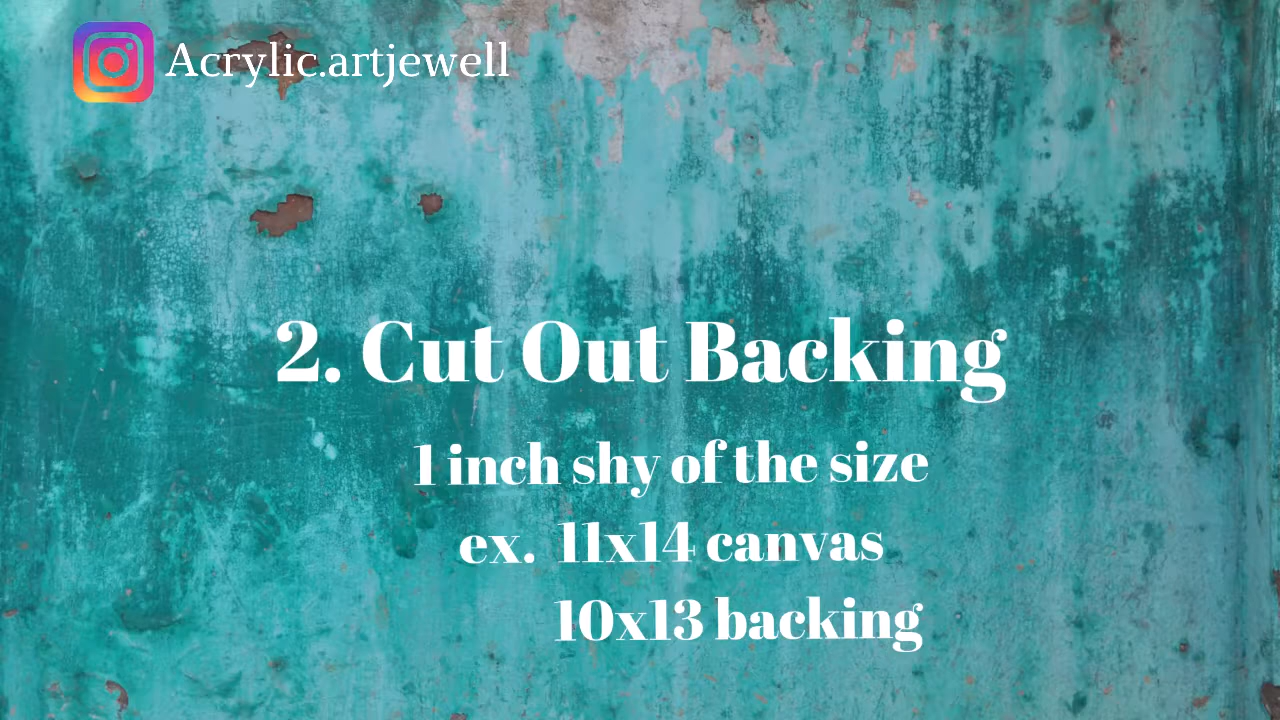 Acrylic.artjewell
2. Cut Out Backing
1 inch shy of the size
ex. 11x14 canvas
10x13 backing